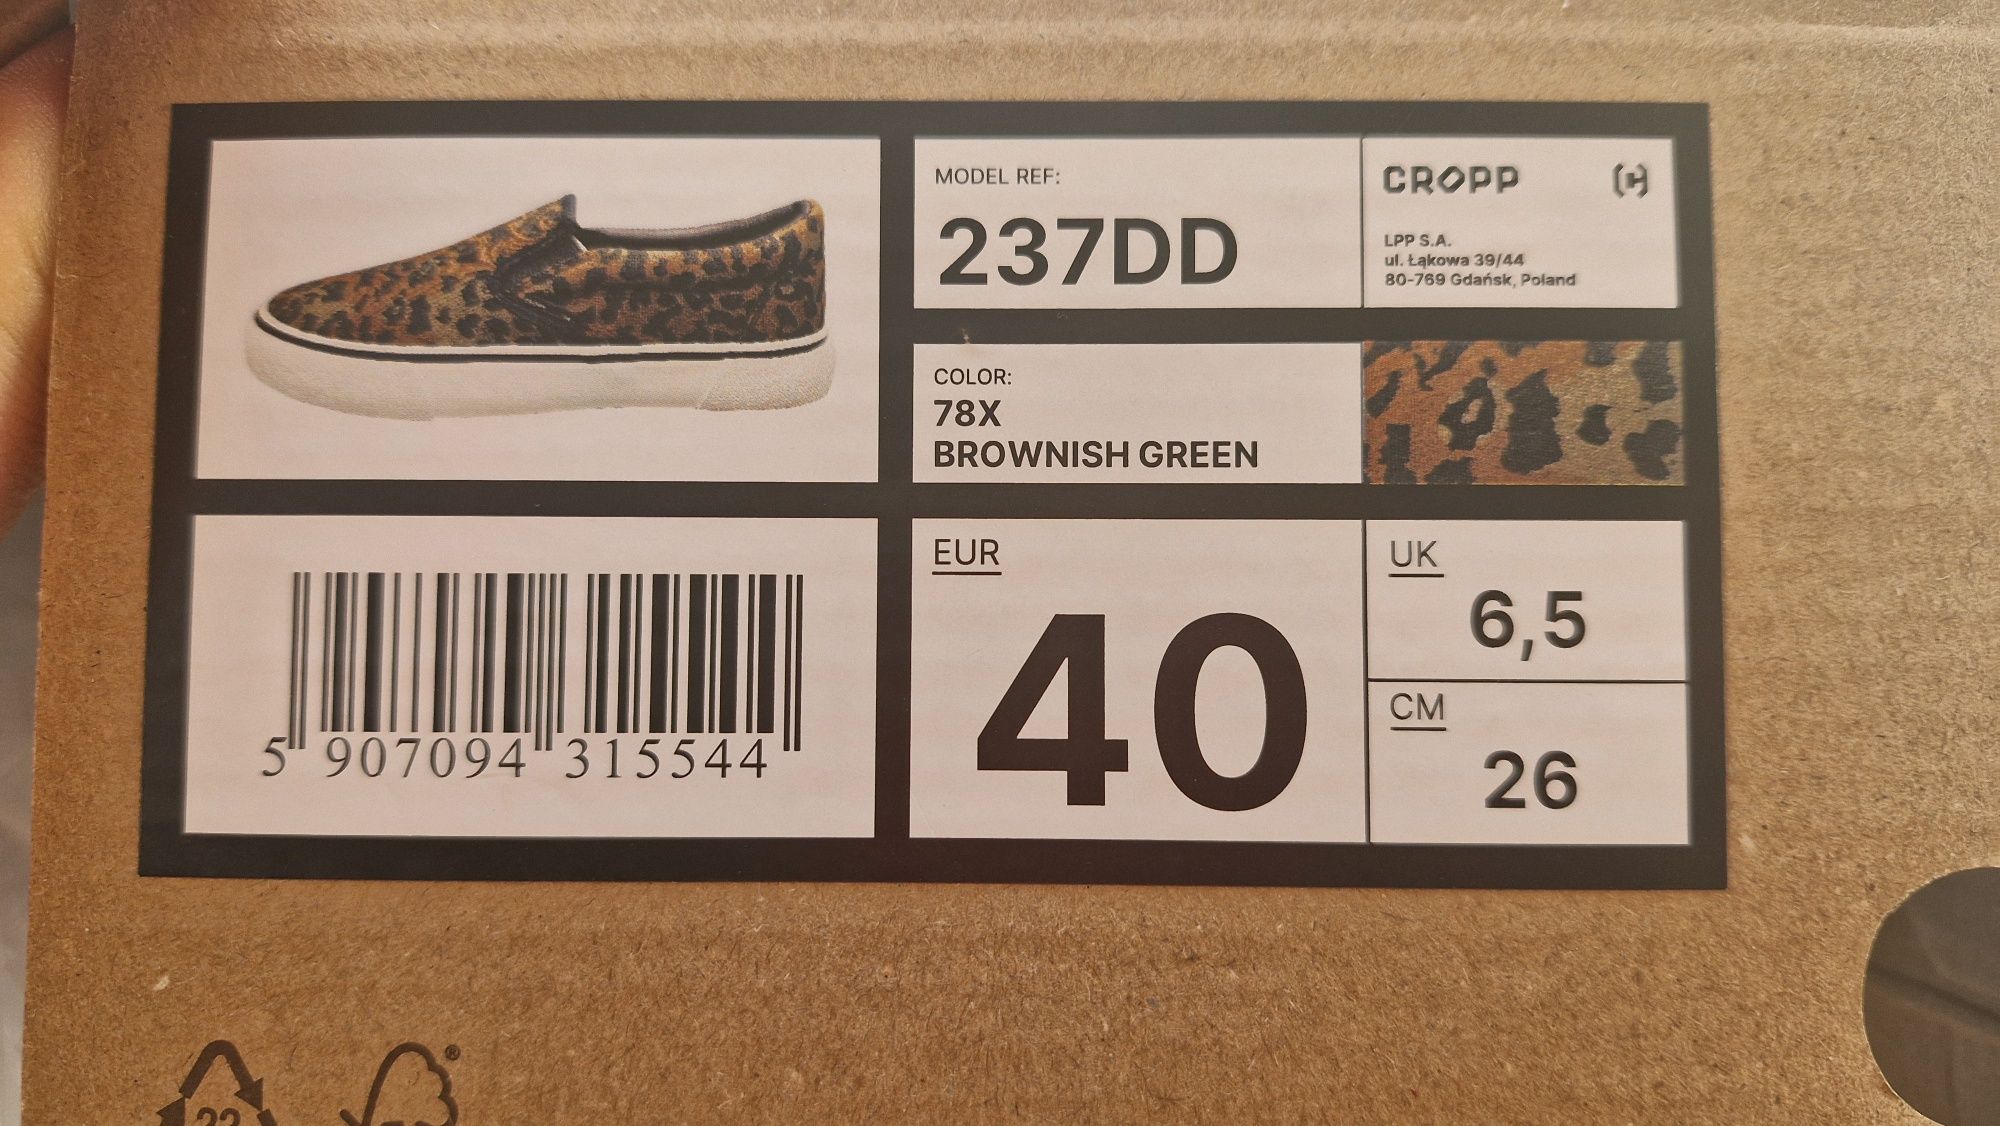 MODEL REF:
237DD
CROPP
LPP S.A.
ul. Łąkowa 39/44
80-769 Gdańsk, Poland
COLOR:
78X
BROWNISH GREEN
5 907094 315544
EUR
40
UK
6,5
CM
26
®